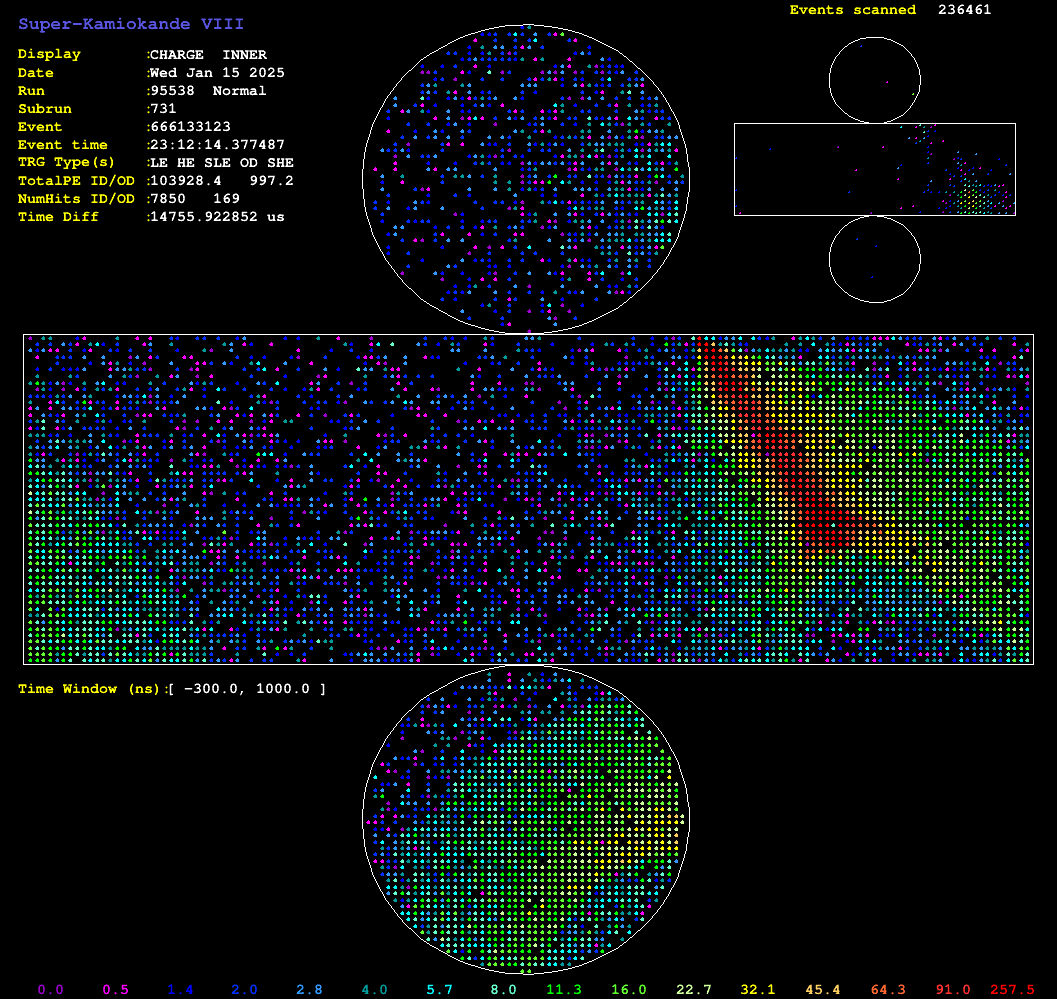 Super-Kamiokande VIII
Events scanned 236461
Display :CHARGE INNER
Date :Wed Jan 15 2025
Run :95538 Normal
Subrun :731
Event :666133123
Event time :23:12:14.377487
TRG Type(s) :LE HE SLE OD SHE
TotalPE ID/OD :103928.4 997.2
NumHits ID/OD :7850 169
Time Diff :14755.922852 us
Time Window (ns):[ -300.0, 1000.0 ]
0.0 0.5 1.4 2.0 2.8 4.0 5.7 8.0 11.3 16.0 22.7 32.1 45.4 64.3 91.0 257.5